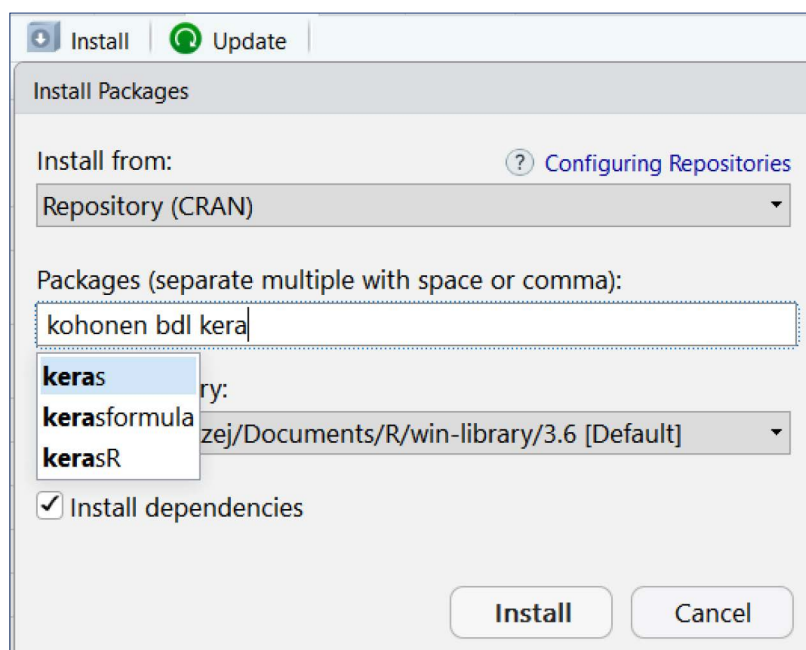 Install Update
Install Packages
Install from:
? Configuring Repositories
Repository (CRAN)
Packages (separate multiple with space or comma):
kohonen bdl kera
keras
kerasformula
kerasR
ry:
zej/Documents/R/win-library/3.6 [Default]
Install dependencies
Install Cancel